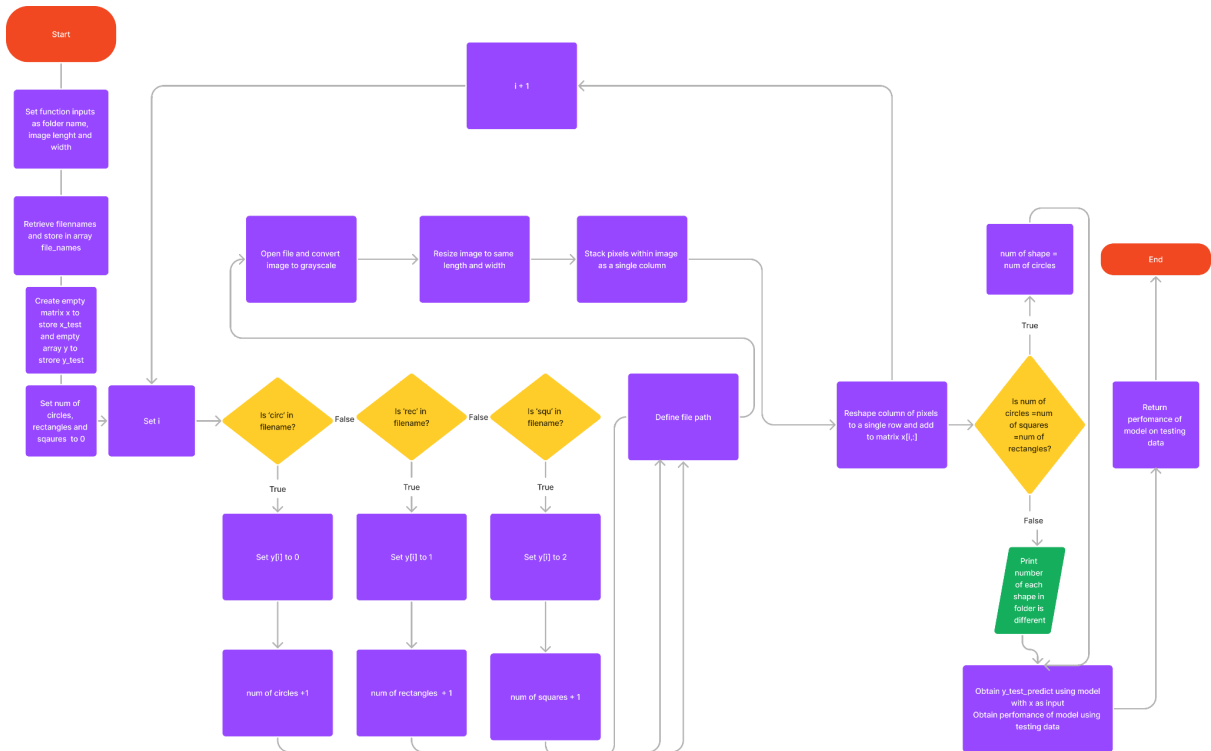 Start
Set function inputs
as folder name,
image lenght and
width
Retrieve filennames
and store in array
file_names
Create empty
matrix x to
store x_test
and empty
array y to
strore y_test
Set num of
circles,
rectangles and
sqaures to 0
Set i
i + 1
Open file and convert
image to grayscale
Resize image to same
length and width
Stack pixels within image
as a single column
Is 'circ' in
filename?
False
Is 'rec' in
filename?
False
Is 'squ' in
filename?
True
True
True
Set y[i] to 0
Set y[i] to 1
Set y[i] to 2
num of circles +1
num of rectangles + 1
num of squares + 1
Define file path
Reshape column of pixels
to a single row and add
to matrix x[i,:]
Is num of
circles =num
of squares
=num of
rectangles?
True
num of shape =
num of circles
False
Print
number
of each
shape in
folder is
different
Obtain y_test_predict using model
with x as input
Obtain perfomance of model using
testing data
Return
perfomance of
model on testing
data
End